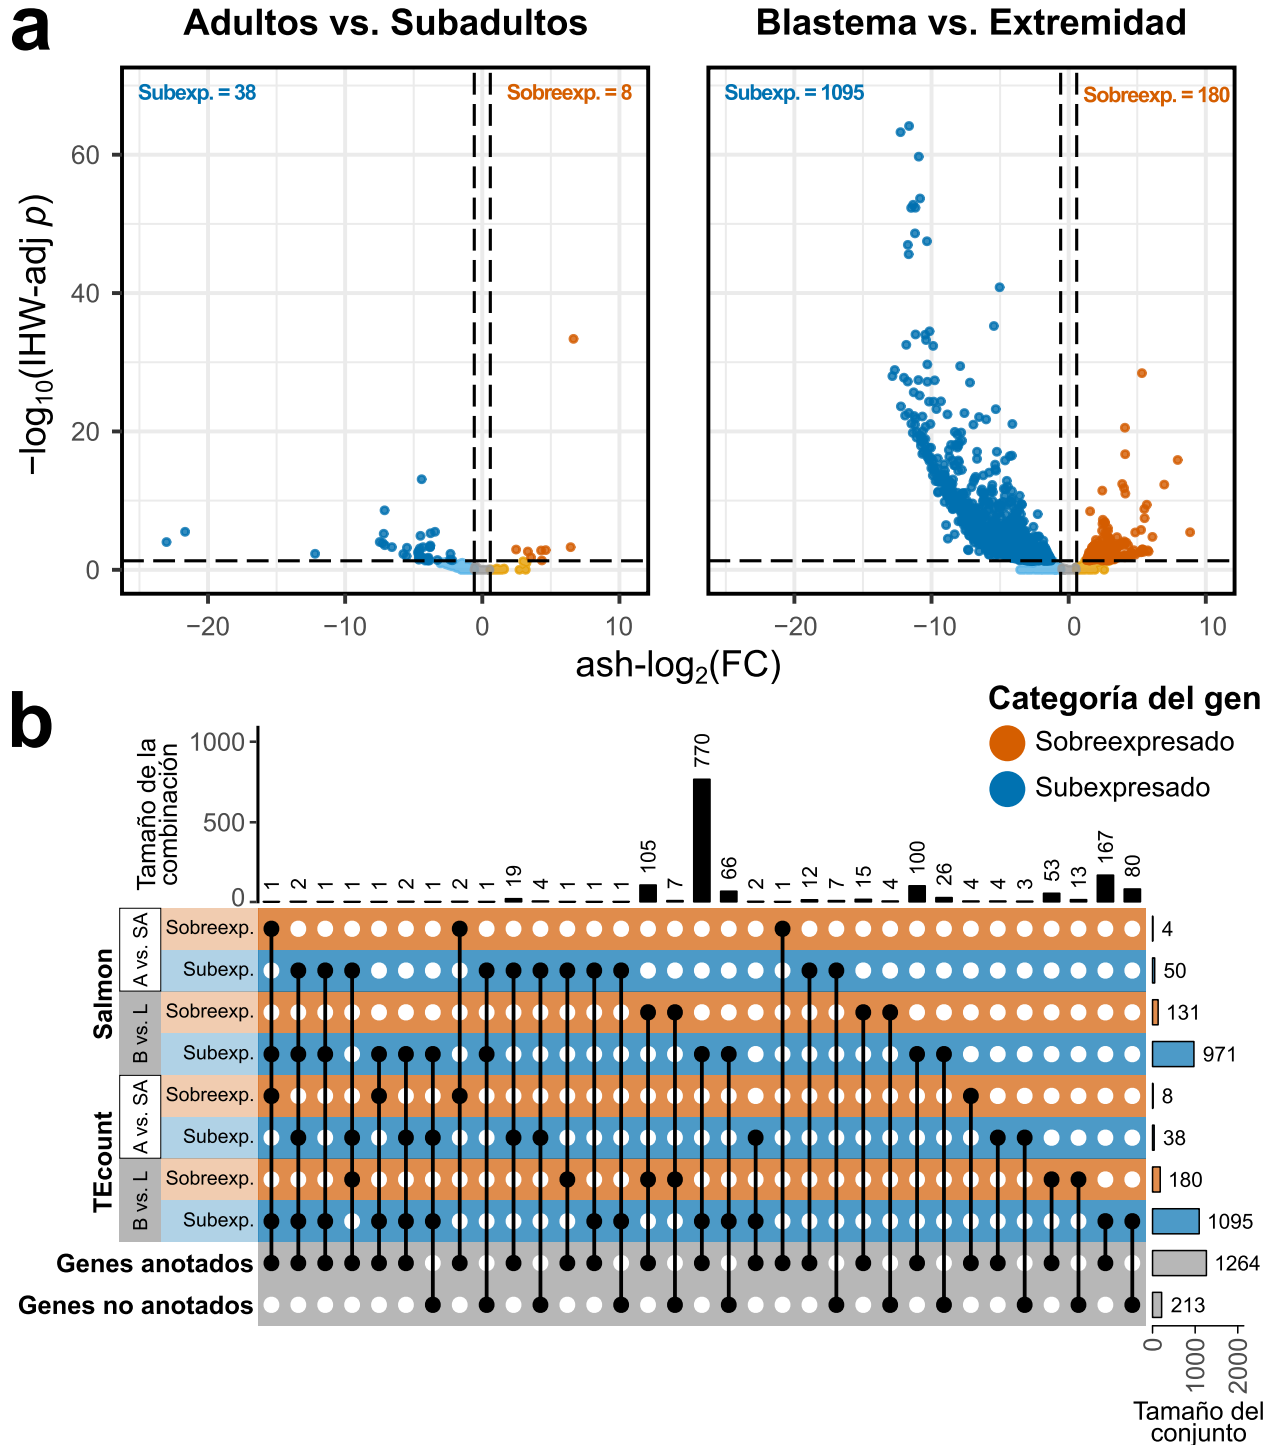 a
Adultos vs. Subadultos
Blastema vs. Extremidad
Subexp. = 38
Sobreexp. = 8
Subexp. = 1095
Sobreexp. = 180
−log10(IHW-adj p)
60
40
20
0
−20 −10 0 10
−20 −10 0 10
ash-log2(FC)
b
Categoría del gen
Sobreexpresado
Subexpresado
Tamaño de la
combinación
1000
500
0
1 2 1 1 1 2 1 2 1 19 4 1 1 1 105 7 770 66 2 1 12 7 15 4 100 26 4 4 3 53 13 167 80
Salmon
A vs. SA
Sobreexp. 4
Subexp. 50
B vs. L
Sobreexp. 131
Subexp. 971
TEcount
A vs. SA
Sobreexp. 8
Subexp. 38
B vs. L
Sobreexp. 180
Subexp. 1095
Genes anotados 1264
Genes no anotados 213
0 1000 2000
Tamaño del
conjunto